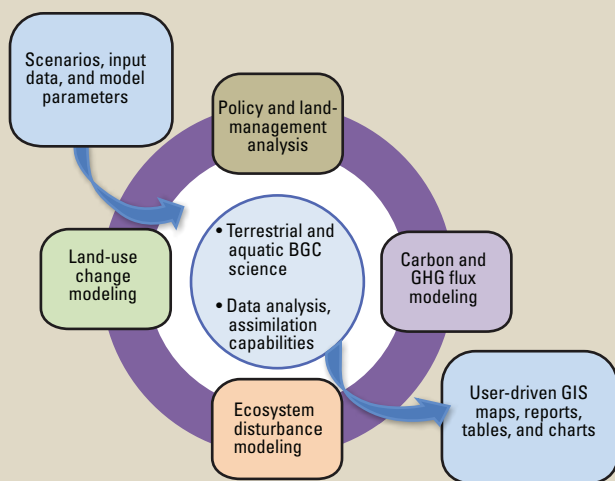 Scenarios, input
data, and model
parameters
Policy and land-
management
analysis
• Terrestrial and
aquatic BGC
science
• Data analysis,
assimilation
capabilities
Land-use
change
modeling
Carbon and
GHG flux
modeling
Ecosystem
disturbance
modeling
User-driven GIS
maps, reports,
tables, and charts